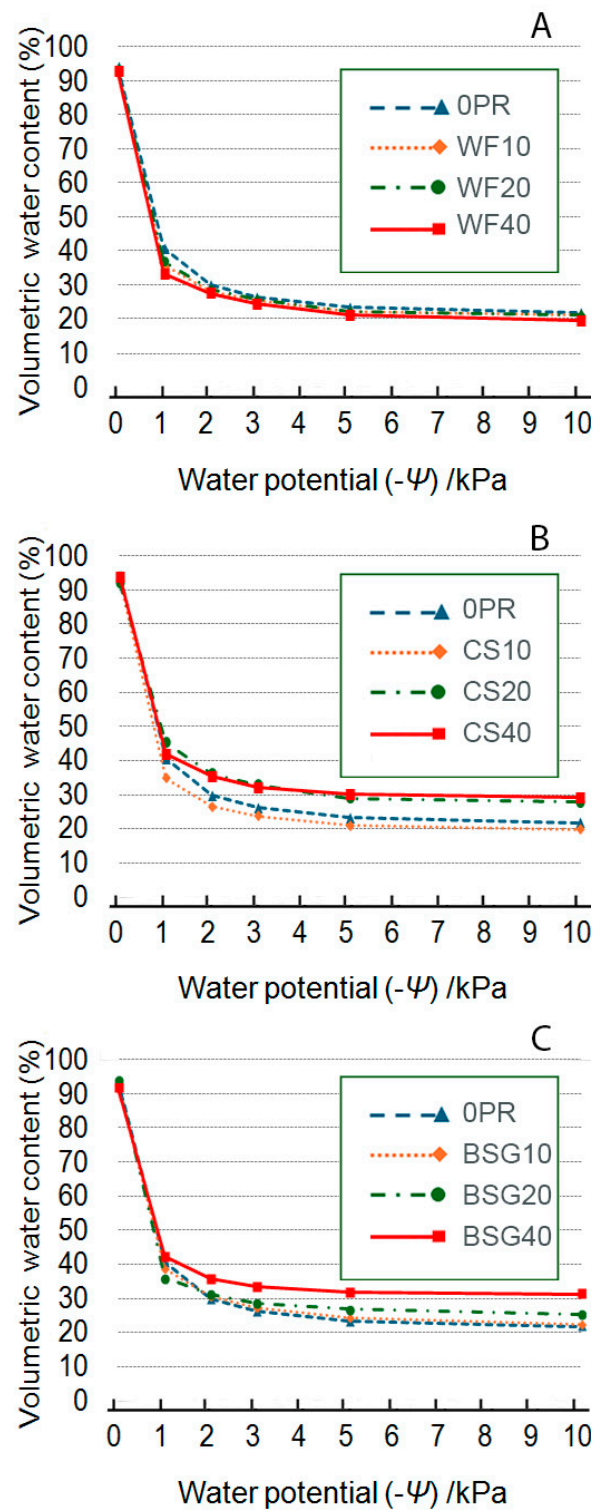 A
Volumetric water content (%)
100
90
80
70
60
50
40
30
20
10
0
0PR
WF10
WF20
WF40
0 1 2 3 4 5 6 7 8 9 10
Water potential (-Ψ) /kPa
B
Volumetric water content (%)
100
90
80
70
60
50
40
30
20
10
0
0PR
CS10
CS20
CS40
0 1 2 3 4 5 6 7 8 9 10
Water potential (-Ψ) /kPa
C
Volumetric water content (%)
100
90
80
70
60
50
40
30
20
10
0
0PR
BSG10
BSG20
BSG40
0 1 2 3 4 5 6 7 8 9 10
Water potential (-Ψ) /kPa